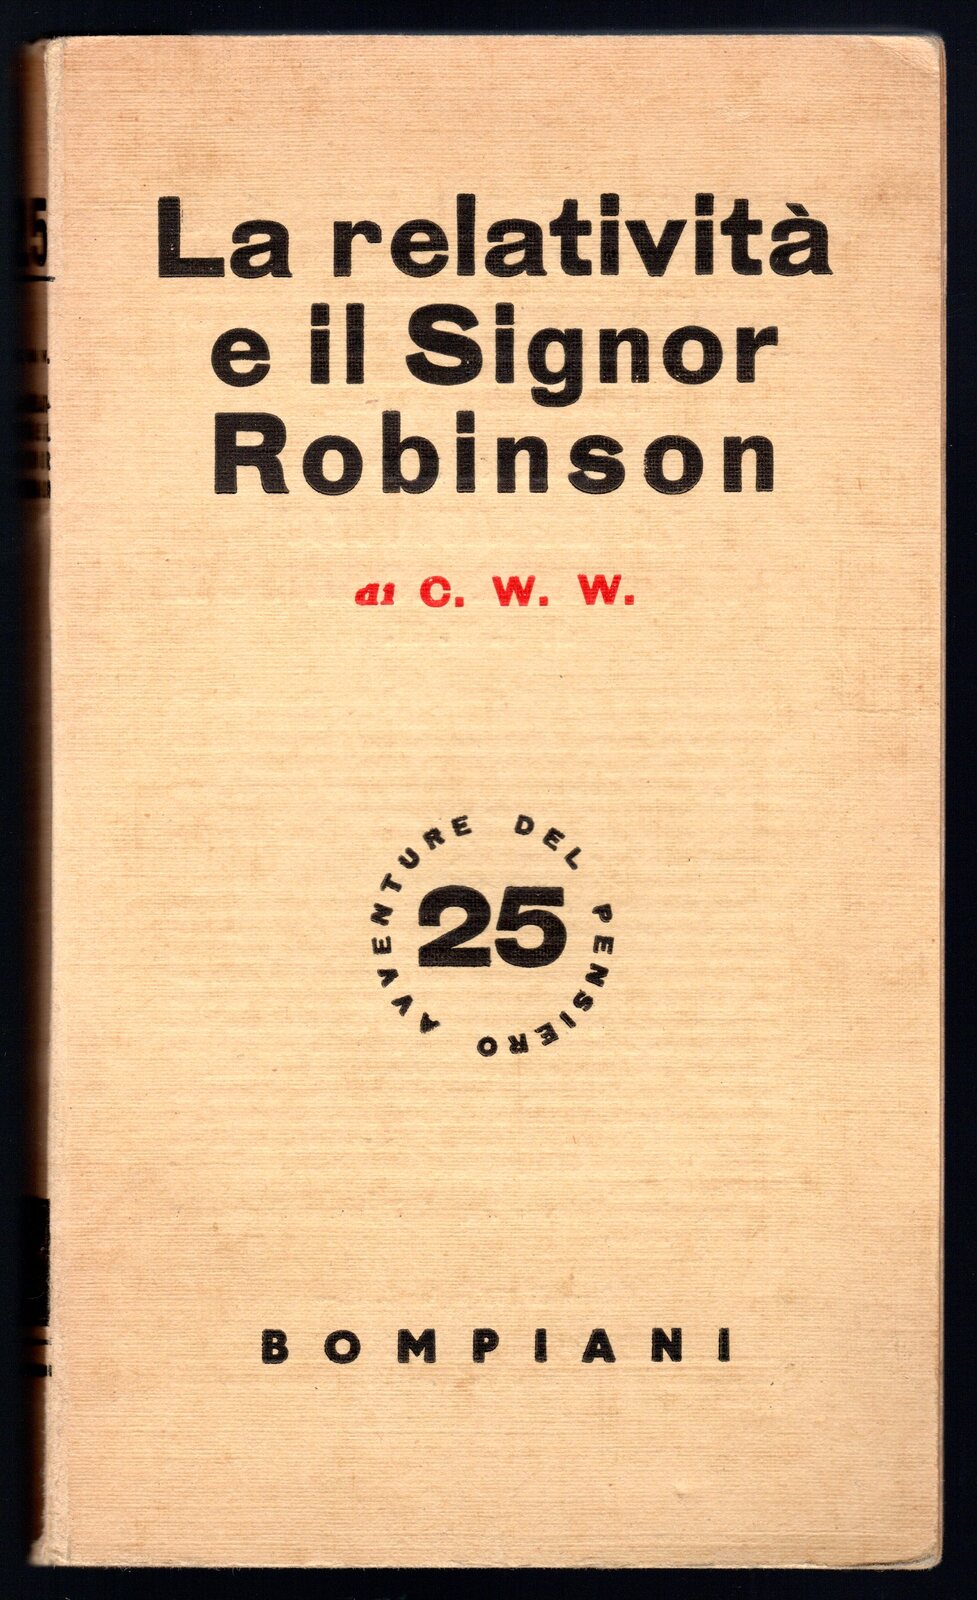 La relatività
e il Signor
Robinson
di C. W. W.
AVVENTURE DEL PENSIERO
25
BOMPIANI